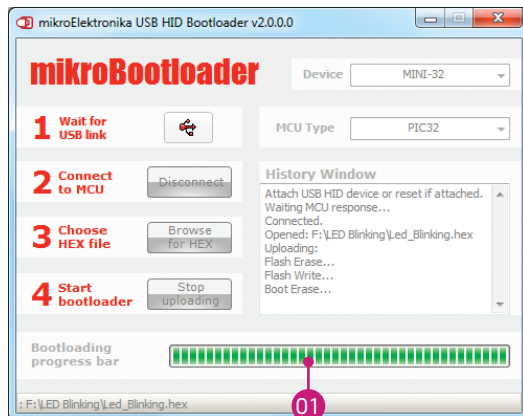 mikroElektronika USB HID Bootloader v2.0.0.0
mikroBootloader
Device
MINI-32
1 Wait for
USB link
MCU Type
PIC32
2 Connect
to MCU
Disconnect
History Window
Attach USB HID device or reset if attached.
Waiting MCU response...
Connected.
Opened: F:\LED Blinking\Led_Blinking.hex
Uploading:
Flash Erase...
Flash Write...
Boot Erase...
3 Choose
HEX file
Browse
for HEX
4 Start
bootloader
Stop
uploading
Bootloading
progress bar
01
: F:\LED Blinking\Led_Blinking.hex